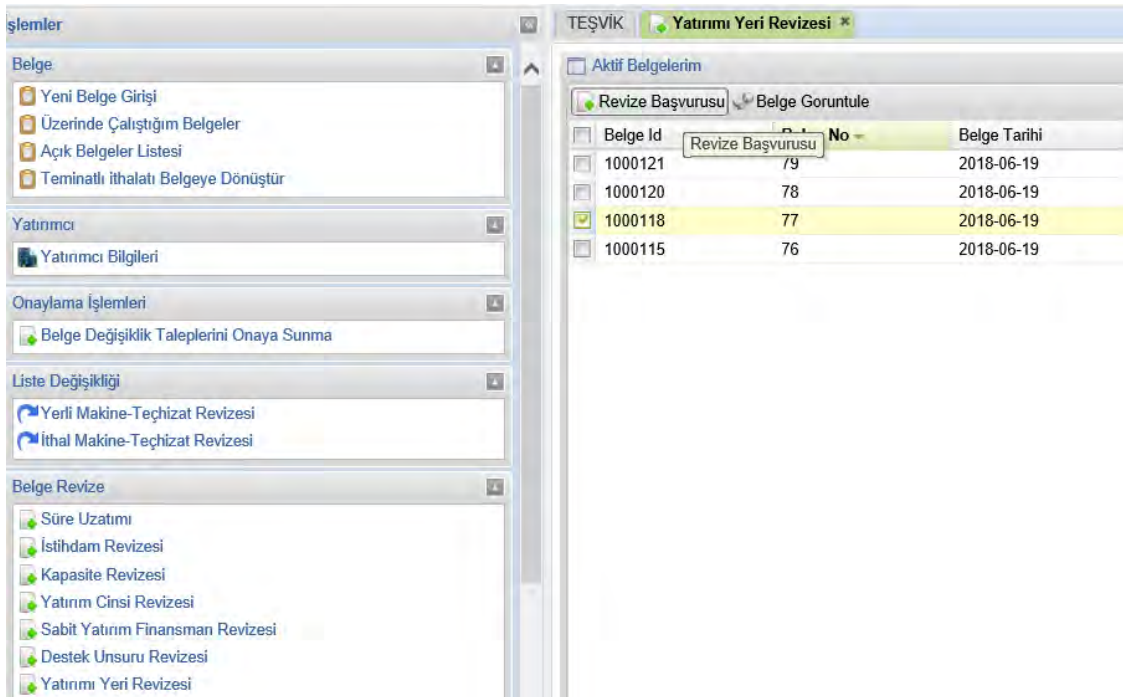 şlemler
Belge
Yeni Belge Girişi
Üzerinde Çalıştığım Belgeler
Açık Belgeler Listesi
Teminatlı ithalatı Belgeye Dönüştür
Yatırımcı
Yatırımcı Bilgileri
Onaylama İşlemleri
Belge Değişiklik Taleplerini Onaya Sunma
Liste Değişikliği
Yerli Makine-Teçhizat Revizesi
İthal Makine-Teçhizat Revizesi
Belge Revize
Süre Uzatımı
İstihdam Revizesi
Kapasite Revizesi
Yatırım Cinsi Revizesi
Sabit Yatırım Finansman Revizesi
Destek Unsuru Revizesi
Yatırımı Yeri Revizesi
TEŞVİK Yatırımı Yeri Revizesi
Aktif Belgelerim
Revize Başvurusu Belge Goruntule
Belge Id No Belge Tarihi
Revize Başvurusu
1000121 79 2018-06-19
1000120 78 2018-06-19
1000118 77 2018-06-19
1000115 76 2018-06-19